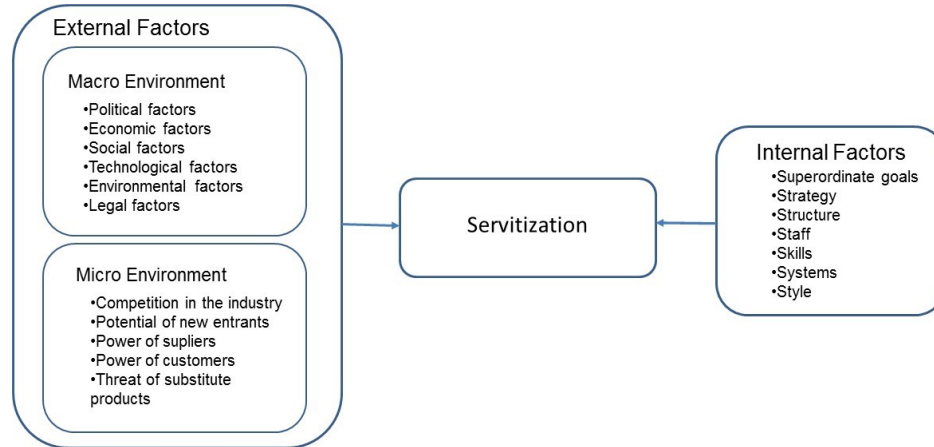 External Factors
Macro Environment
•Political factors
•Economic factors
•Social factors
•Technological factors
•Environmental factors
•Legal factors
Micro Environment
•Competition in the industry
•Potential of new entrants
•Power of supliers
•Power of customers
•Threat of substitute
products
Servitization
Internal Factors
•Superordinate goals
•Strategy
•Structure
•Staff
•Skills
•Systems
•Style